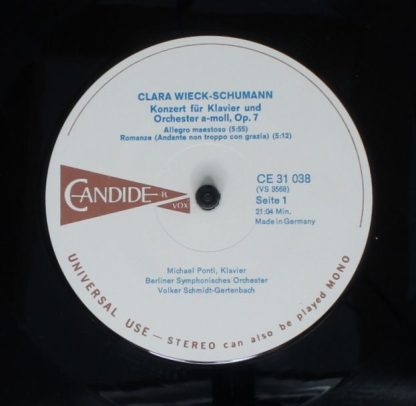 CLARA WIECK-SCHUMANN
Konzert für Klavier und
Orchester a-moll, Op. 7
Allegro maestoso (5:55)
Romanze (Andante non troppo con grazia) (5:12)
CANDIDE
VOX
CE 31 038
(VS 3568)
Seite 1
21:04 Min.
Made in Germany
Michael Ponti, Klavier
Berliner Symphonisches Orchester
Volker Schmidt-Gertenbach
UNIVERSAL USE — STEREO can also be played MONO